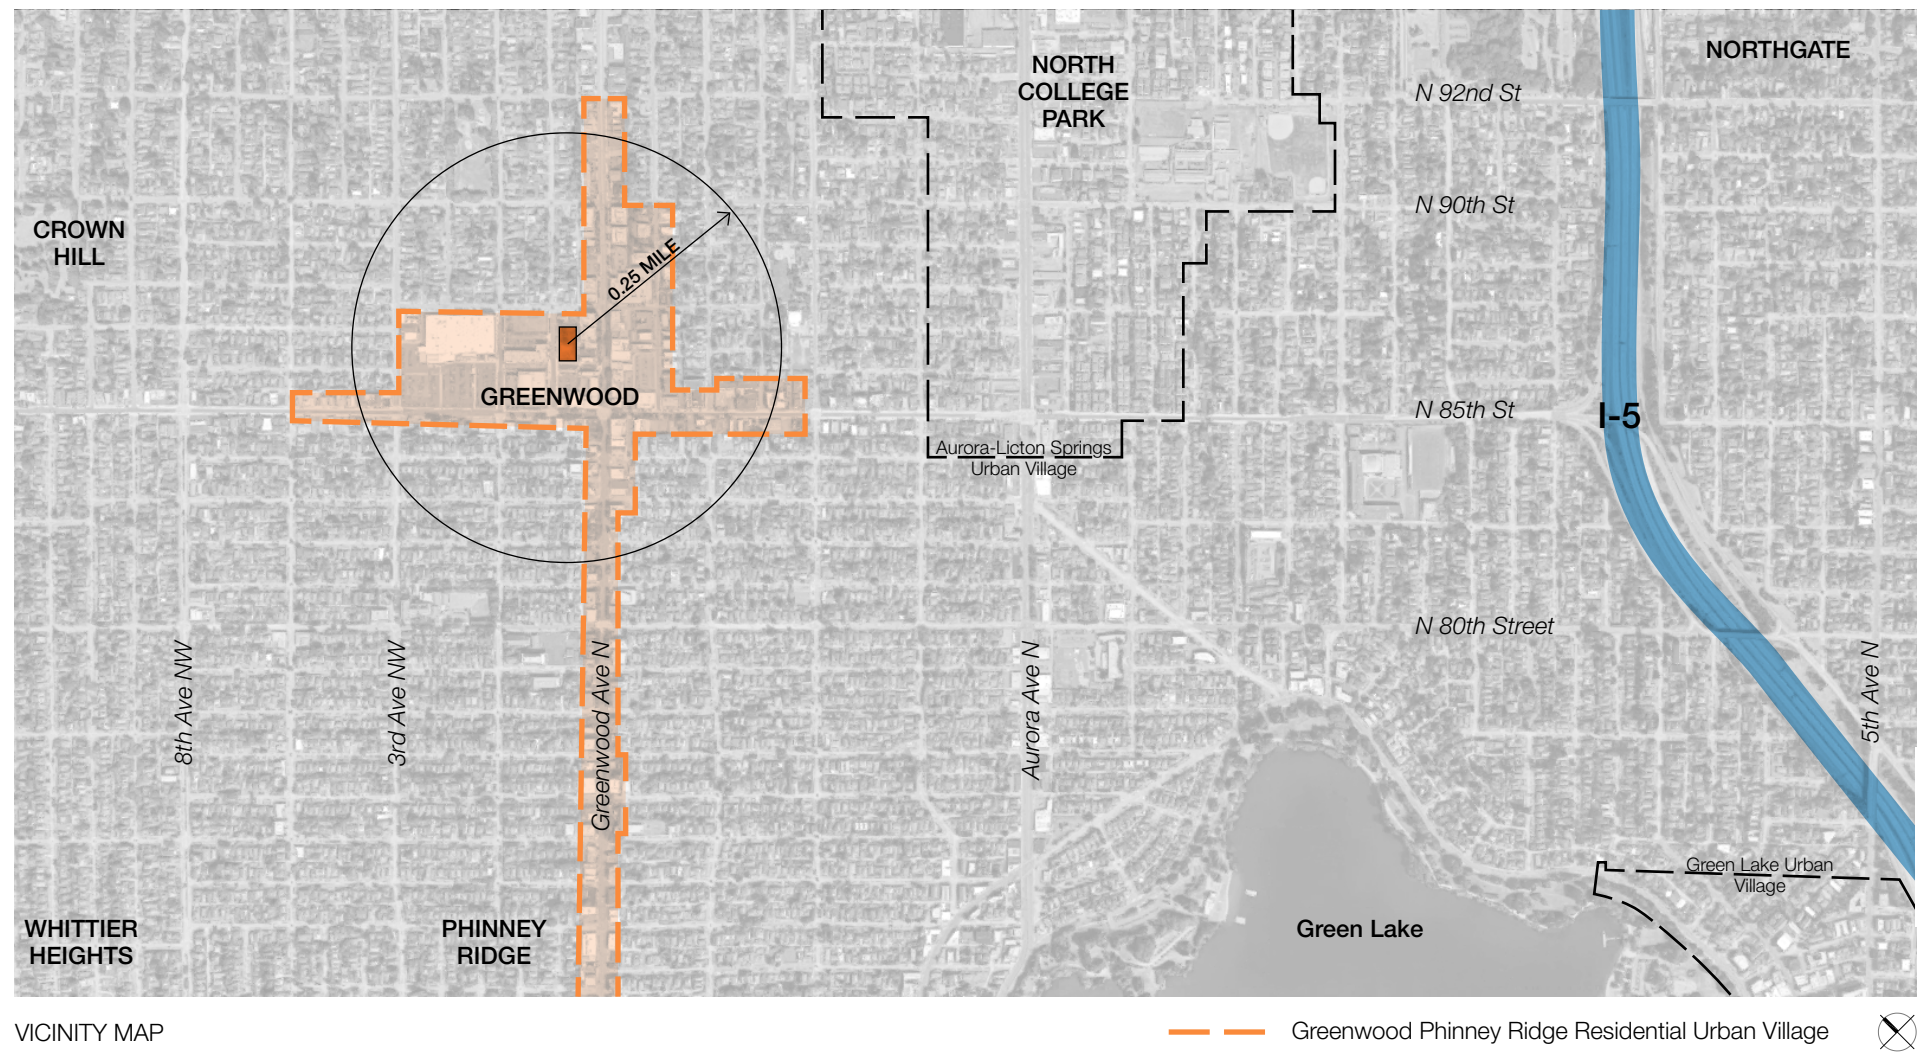 NORTHGATE
NORTH
COLLEGE
PARK
N 92nd St
N 90th St
CROWN
HILL
0.25 MILE
GREENWOOD
N 85th St
I-5
Aurora-Licton Springs
Urban Village
N 80th Street
8th Ave NW
3rd Ave NW
Greenwood Ave N
Aurora Ave N
5th Ave N
Green Lake Urban
Village
WHITTIER
HEIGHTS
PHINNEY
RIDGE
Green Lake
VICINITY MAP
Greenwood Phinney Ridge Residential Urban Village